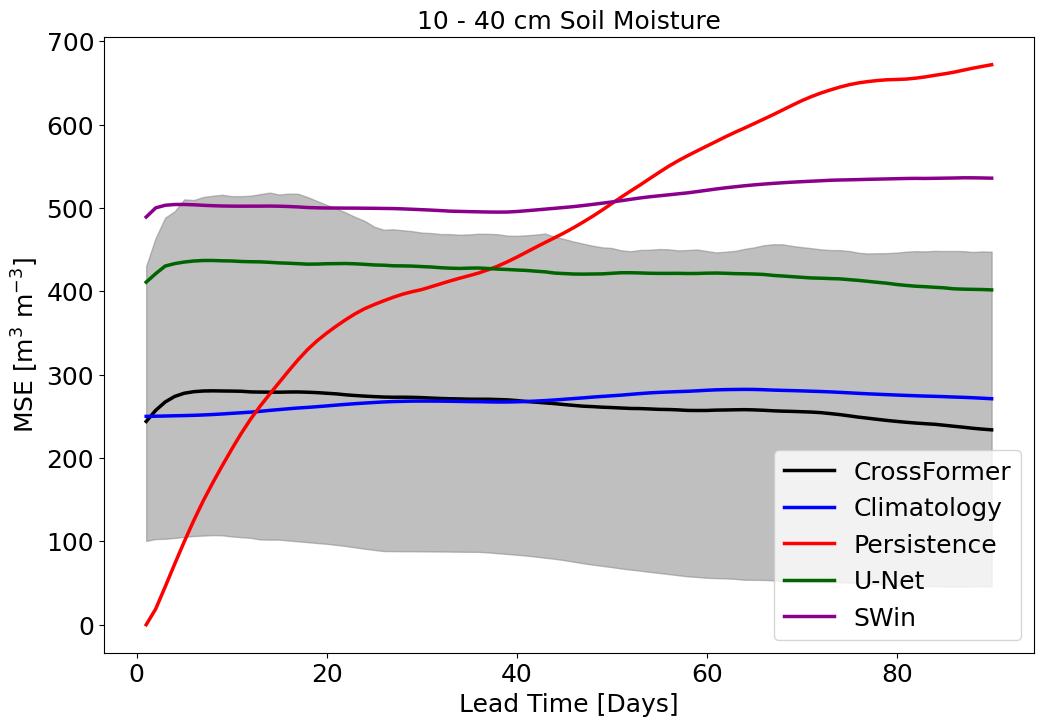 10 - 40 cm Soil Moisture
MSE [m³ m⁻³]
700
600
500
400
300
200
100
0
0 20 40 60 80
Lead Time [Days]
CrossFormer
Climatology
Persistence
U-Net
SWin